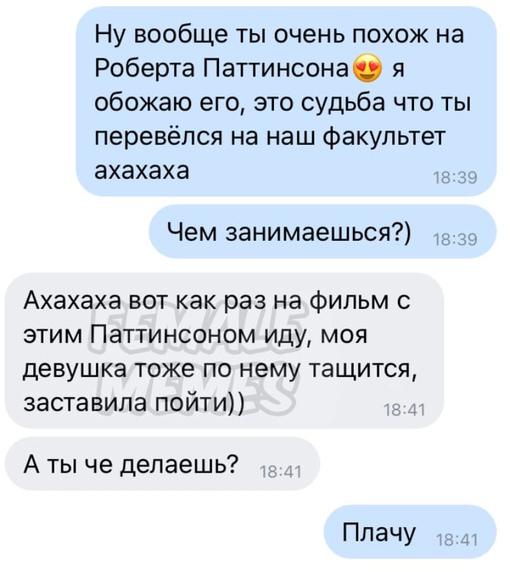 Ну вообще ты очень похож на
Роберта Паттинсона😍 я
обожаю его, это судьба что ты
перевёлся на наш факультет
ахахаха
18:39
Чем занимаешься?)
18:39
Ахахаха вот как раз на фильм с
этим Паттинсоном иду, моя
девушка тоже по нему тащится,
заставила пойти))
18:41
FEMALE
MEMES
А ты че делаешь?
18:41
Плачу
18:41